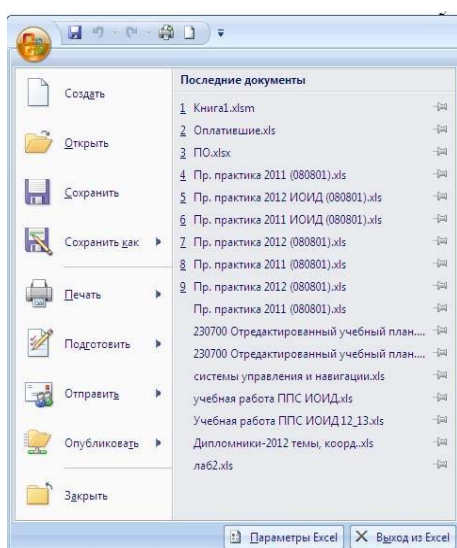 Создать
Открыть
Сохранить
Сохранить как
Печать
Подготовить
Отправить
Опубликовать
Закрыть
Последние документы
1 Книга1.xlsm
2 Оплатившие.xls
3 ПО.xlsx
4 Пр. практика 2011 (080801).xls
5 Пр. практика 2012 ИОИД (080801).xls
6 Пр. практика 2011 ИОИД (080801).xls
7 Пр. практика 2012 (080801).xls
8 Пр. практика 2011 (080801).xls
9 Пр. практика 2012 (080801).xls
Пр. практика 2011 (080801).xls
230700 Отредактированный учебный план....
230700 Отредактированный учебный план....
системы управления и навигации.xls
учебная работа ППС ИОИД.xls
Учебная работа ППС ИОИД 12_13.xls
Дипломники-2012 темы, коорд..xls
лаб2.xls
Параметры Excel
Выход из Excel